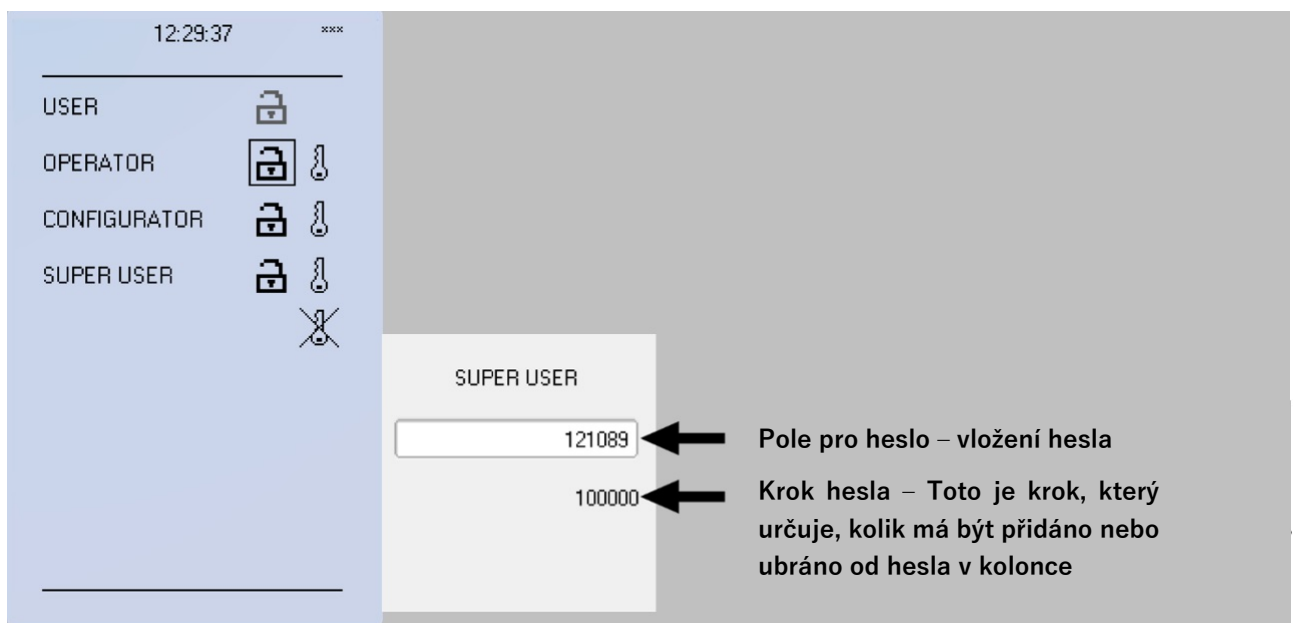 12:29:37 xxx
USER
OPERATOR
CONFIGURATOR
SUPER USER
SUPER USER
121089
Pole pro heslo – vložení hesla
100000
Krok hesla – Toto je krok, který
určuje, kolik má být přidáno nebo
ubráno od hesla v kolonce